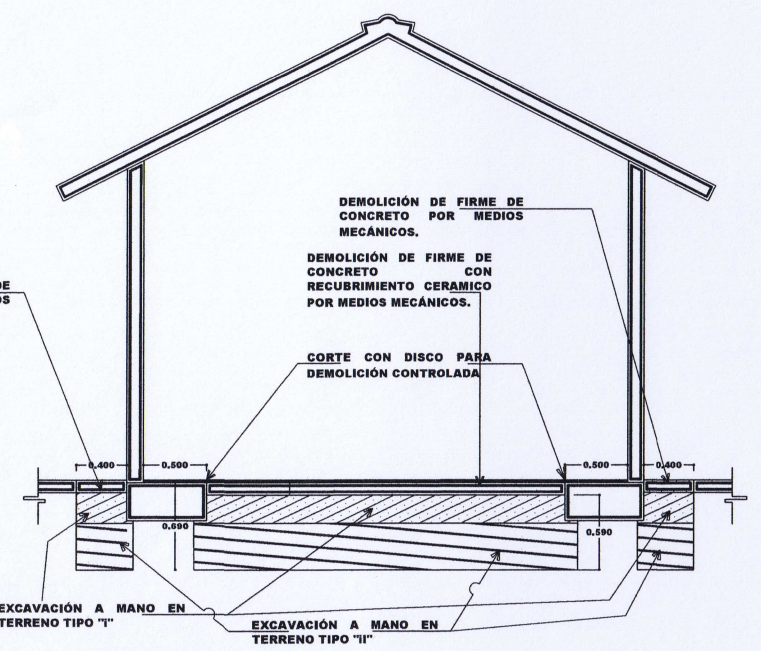 DEMOLICIÓN DE FIRME DE
CONCRETO POR MEDIOS
MECÁNICOS.
DEMOLICIÓN DE FIRME DE
CONCRETO CON
RECUBRIMIENTO CERAMICO
POR MEDIOS MECÁNICOS.
DE
OS
CORTE CON DISCO PARA
DEMOLICIÓN CONTROLADA
0.400 0.500 0.500 0.400
0.690
0.590
EXCAVACIÓN A MANO EN
TERRENO TIPO "I"
EXCAVACIÓN A MANO EN
TERRENO TIPO "II"